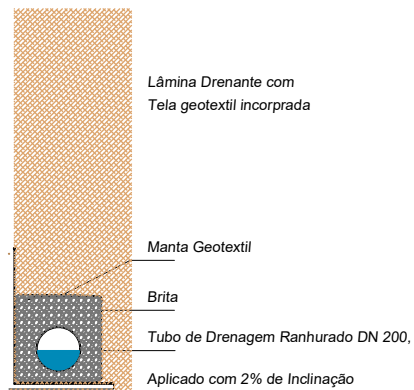 Lâmina Drenante com
Tela geotextil incorprada
Manta Geotextil
Brita
Tubo de Drenagem Ranhurado DN 200,
Aplicado com 2% de Inclinação